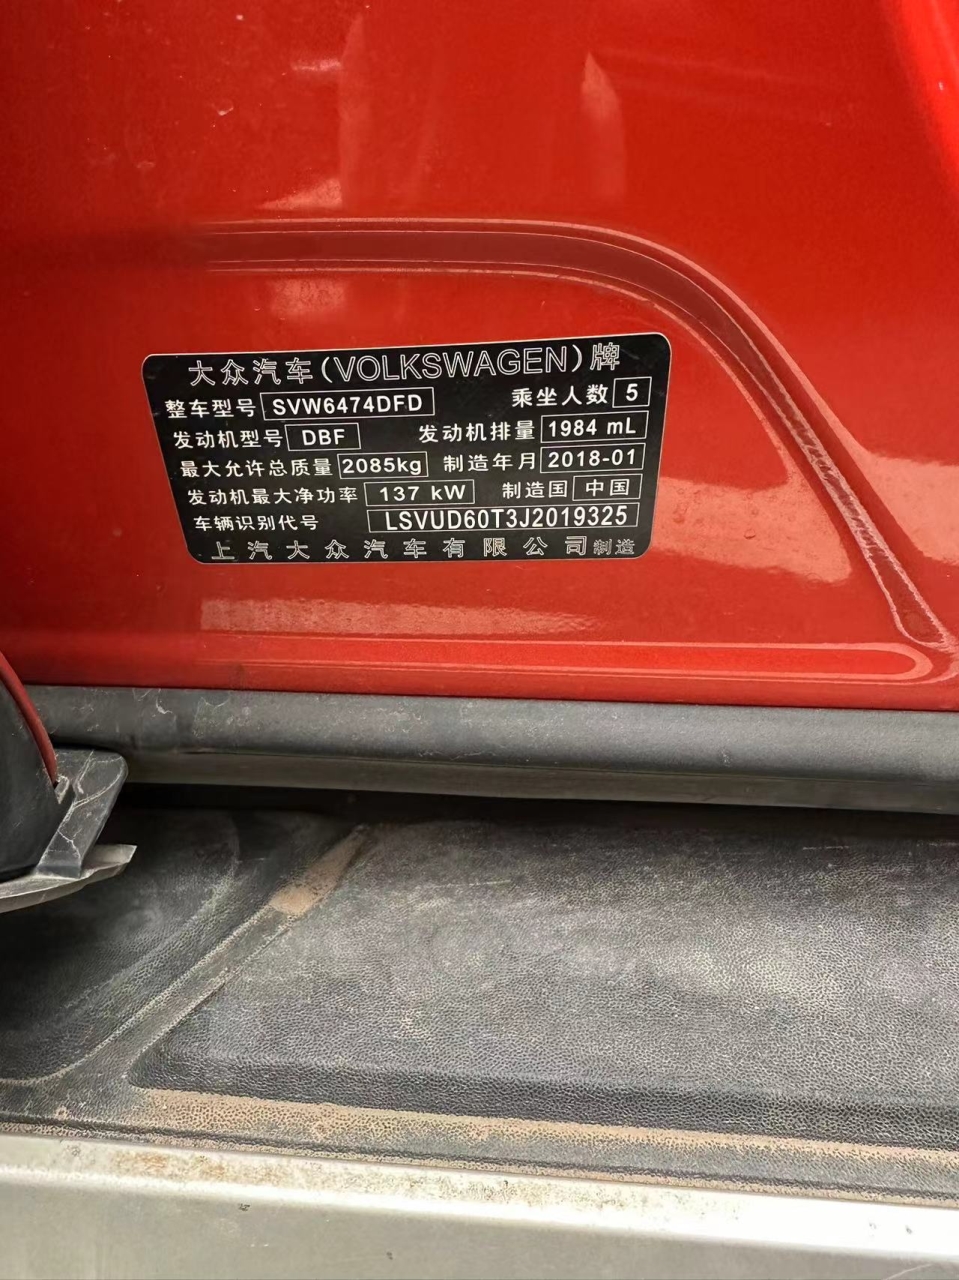 大众汽车(VOLKSWAGEN)牌
整车型号 SVW6474DFD 乘坐人数 5
发动机型号 DBF 发动机排量 1984 mL
最大允许总质量 2085kg 制造年月 2018-01
发动机最大净功率 137 kW 制造国 中国
车辆识别代号 LSVUD60T3J2019325
上汽大众汽车有限公司制造